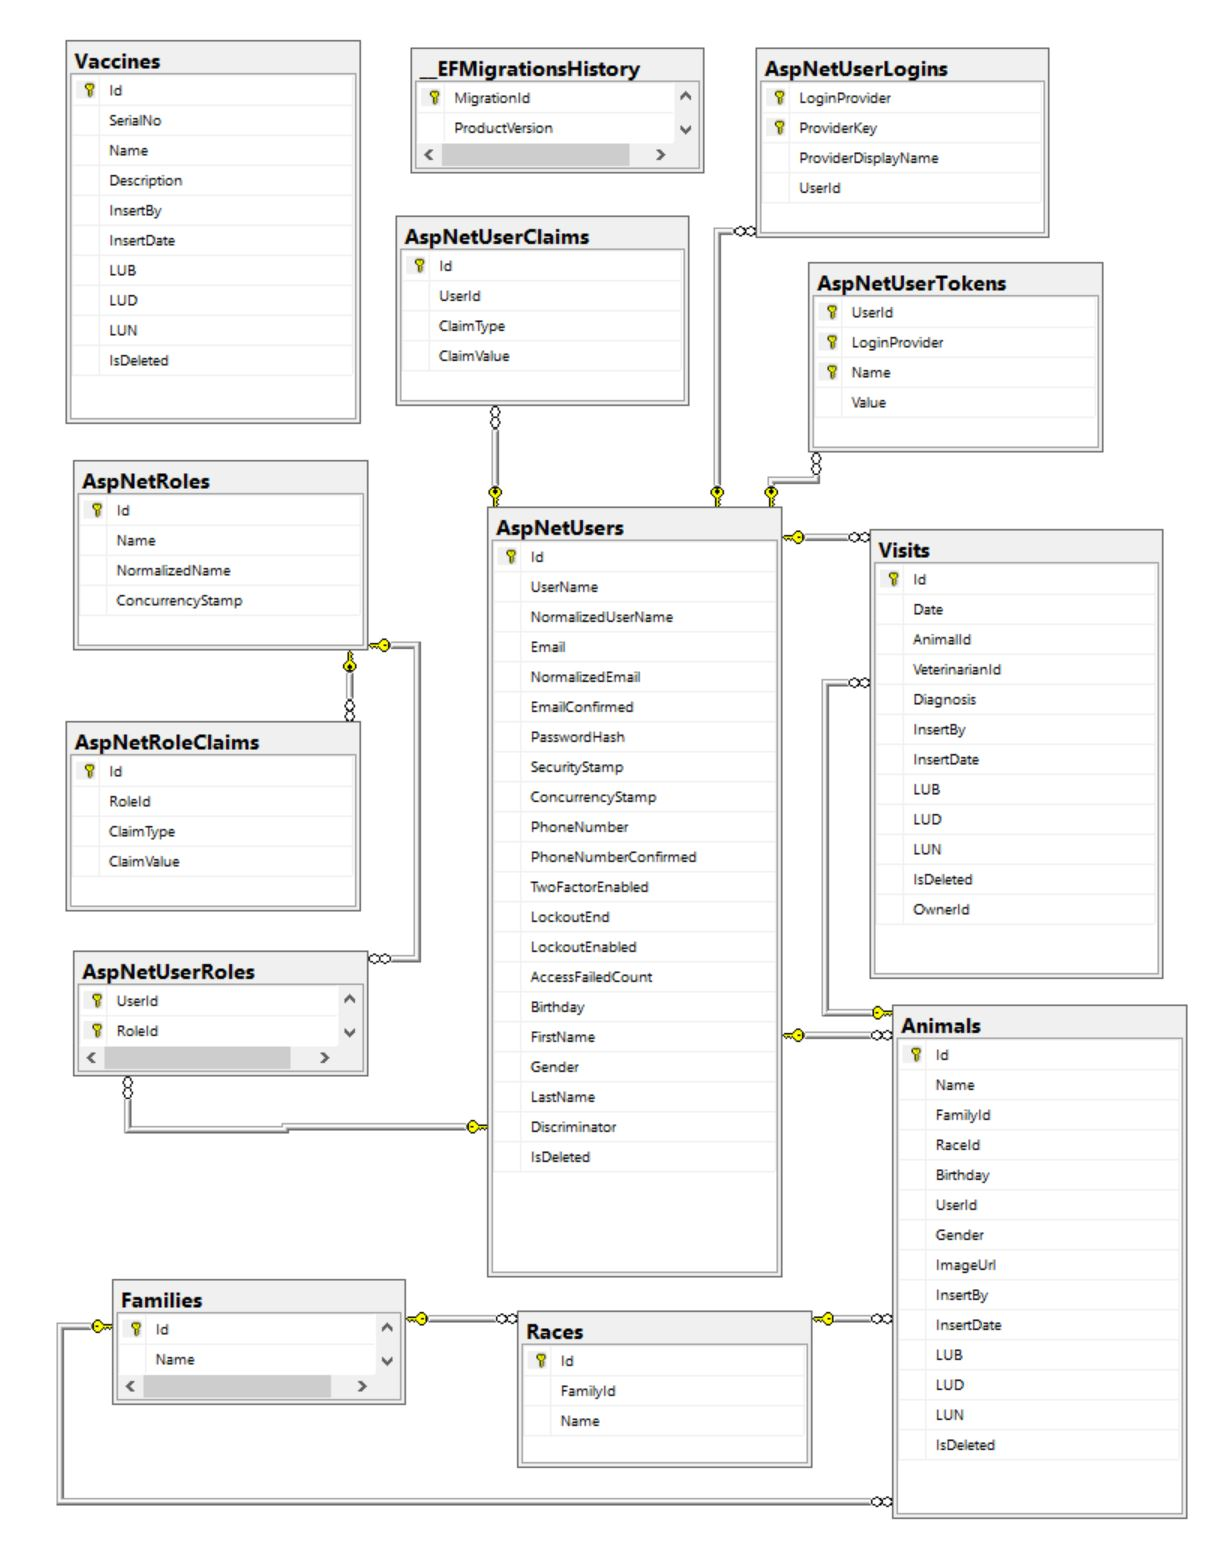 Vaccines
Id
SerialNo
Name
Description
InsertBy
InsertDate
LUB
LUD
LUN
IsDeleted
__EFMigrationsHistory
MigrationId
ProductVersion
AspNetUserLogins
LoginProvider
ProviderKey
ProviderDisplayName
UserId
AspNetUserClaims
Id
UserId
ClaimType
ClaimValue
AspNetUserTokens
UserId
LoginProvider
Name
Value
AspNetRoles
Id
Name
NormalizedName
ConcurrencyStamp
AspNetUsers
Id
UserName
NormalizedUserName
Email
NormalizedEmail
EmailConfirmed
PasswordHash
SecurityStamp
ConcurrencyStamp
PhoneNumber
PhoneNumberConfirmed
TwoFactorEnabled
LockoutEnd
LockoutEnabled
AccessFailedCount
Birthday
FirstName
Gender
LastName
Discriminator
IsDeleted
Visits
Id
Date
AnimalId
VeterinarianId
Diagnosis
InsertBy
InsertDate
LUB
LUD
LUN
IsDeleted
OwnerId
AspNetRoleClaims
Id
RoleId
ClaimType
ClaimValue
AspNetUserRoles
UserId
RoleId
Animals
Id
Name
FamilyId
RaceId
Birthday
UserId
Gender
ImageUrl
InsertBy
InsertDate
LUB
LUD
LUN
IsDeleted
Families
Id
Name
Races
Id
FamilyId
Name